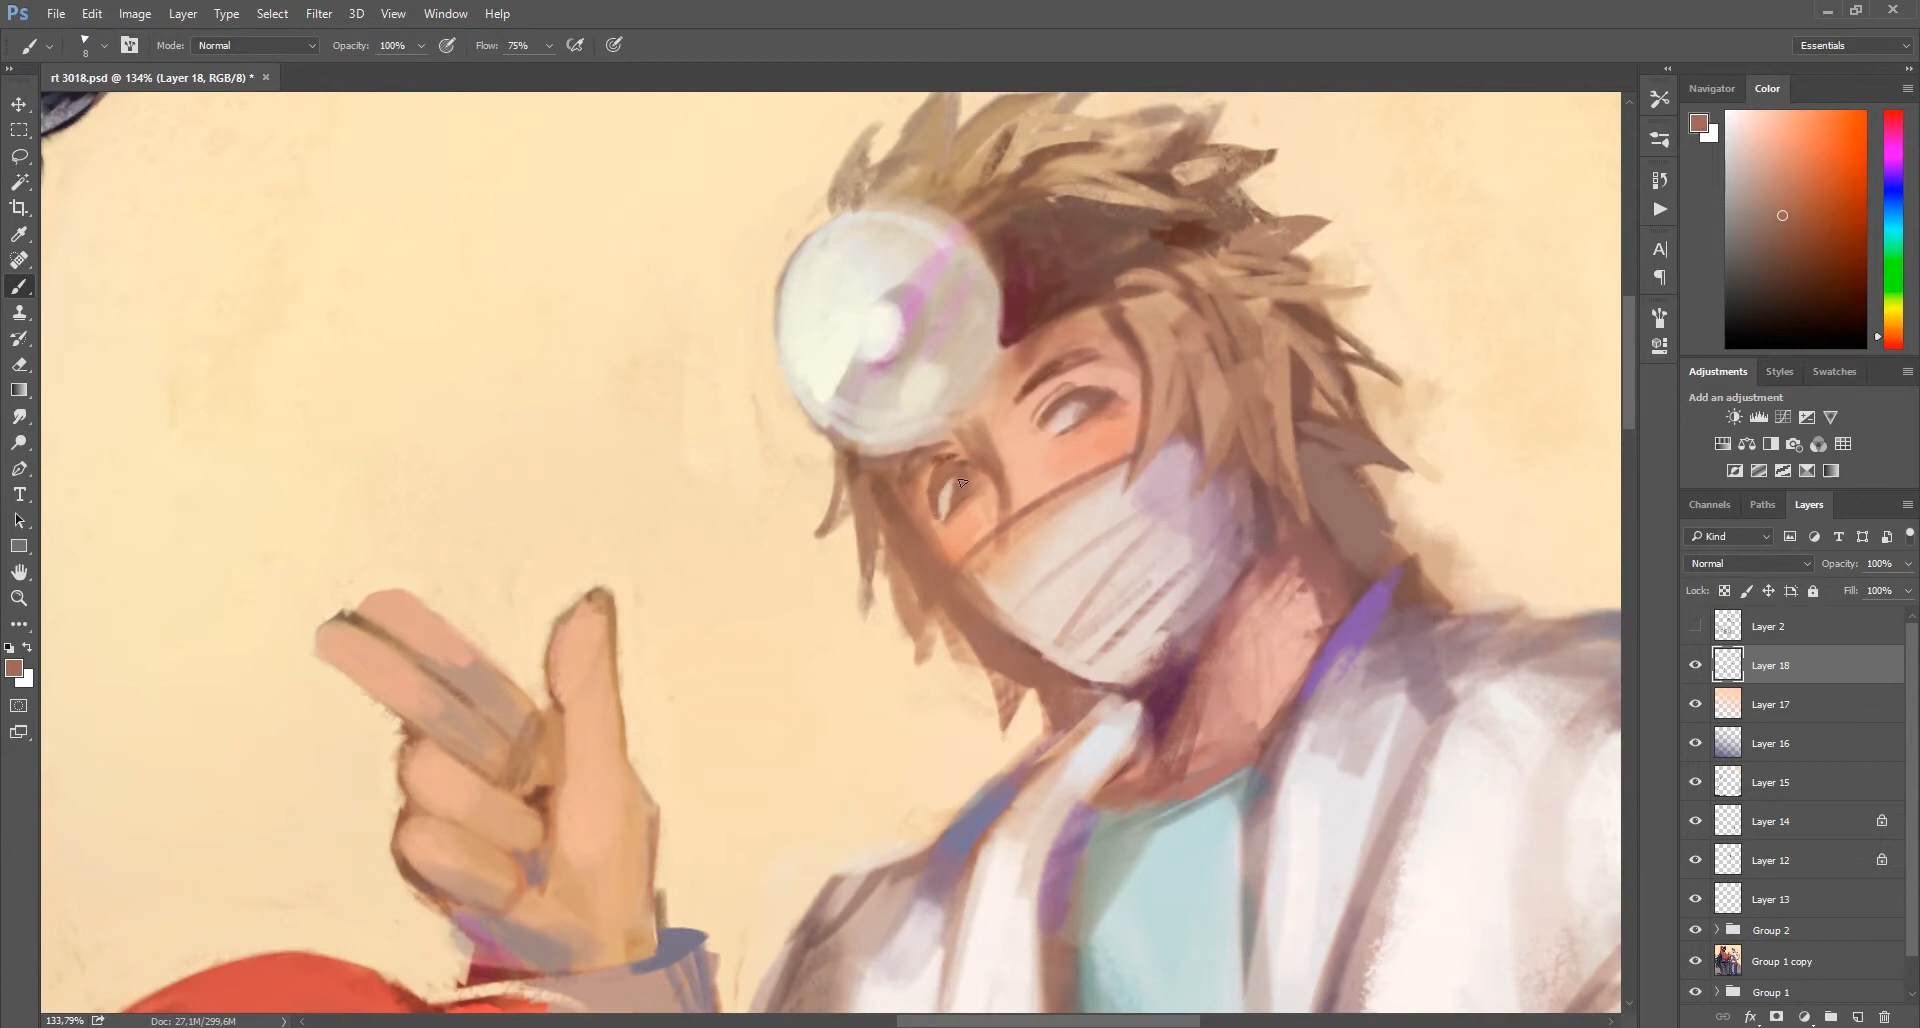 Ps File Edit Image Layer Type Select Filter 3D View Window Help
8 Mode: Normal Opacity: 100% Flow: 75% Essentials
rt 3018.psd @ 134% (Layer 18, RGB/8) * ×
Navigator Color
Adjustments Styles Swatches
Add an adjustment
Channels Paths Layers
Kind
Normal Opacity: 100%
Lock: Fill: 100%
Layer 2
Layer 18
Layer 17
Layer 16
Layer 15
Layer 14
Layer 12
Layer 13
Group 2
Group 1 copy
Group 1
133,79% Doc: 27,1M/299,6M
fx